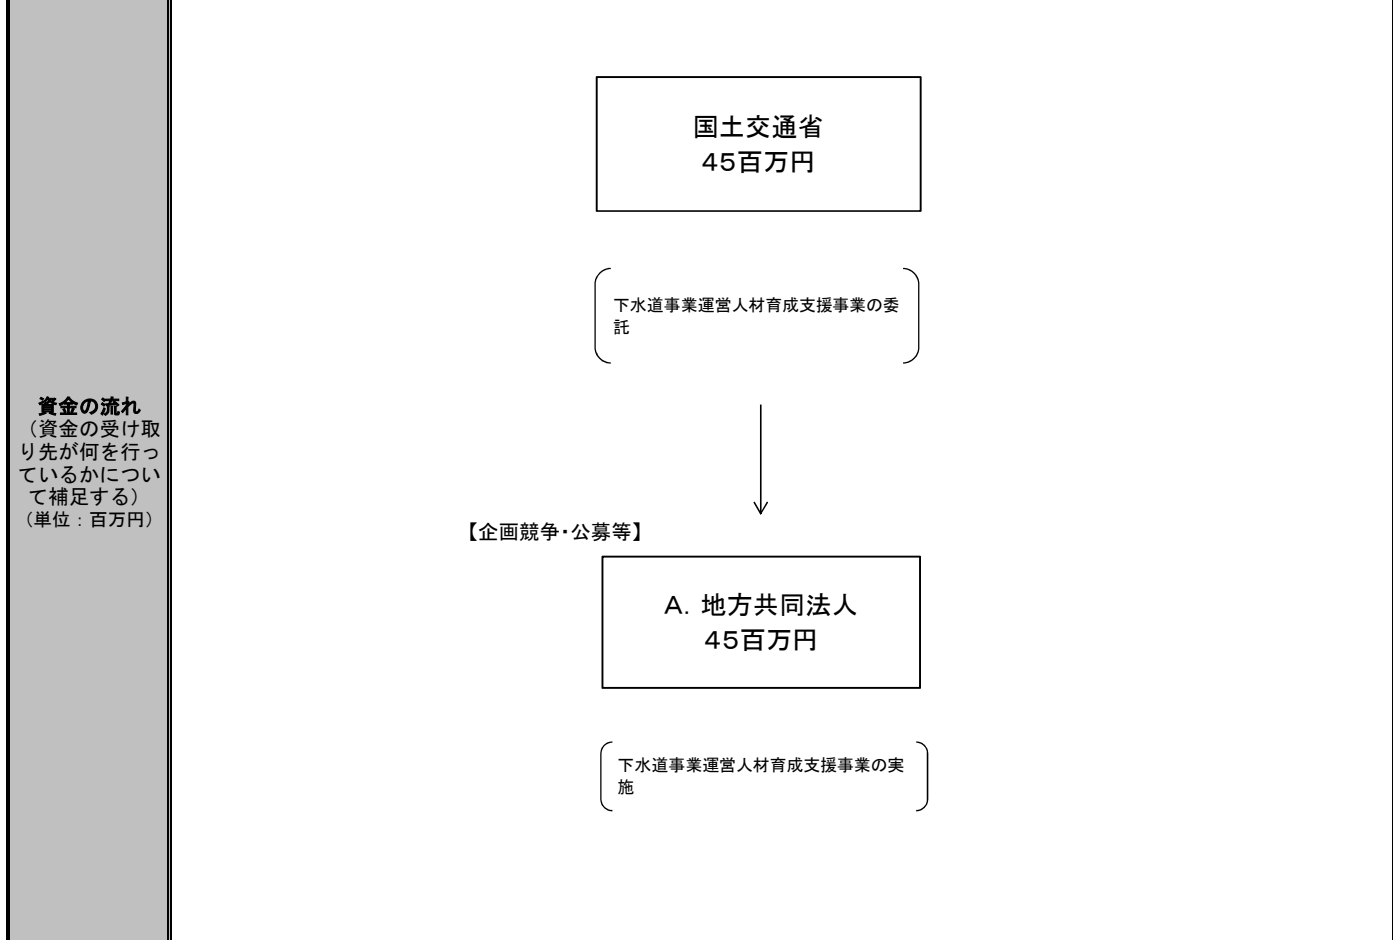 資金の流れ
（資金の受け取
り先が何を行っ
ているかについ
て補足する）
（単位：百万円）
国土交通省
４５百万円
下水道事業運営人材育成支援事業の委
託
【企画競争・公募等】
Ａ．地方共同法人
４５百万円
下水道事業運営人材育成支援事業の実
施